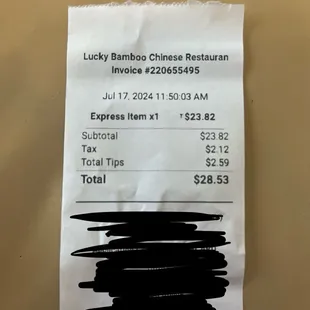 Lucky Bamboo Chinese Restauran
Invoice #220655495
Jul 17, 2024 11:50:03 AM
Express Item x1 T $23.82
Subtotal $23.82
Tax $2.12
Total Tips $2.59
Total $28.53